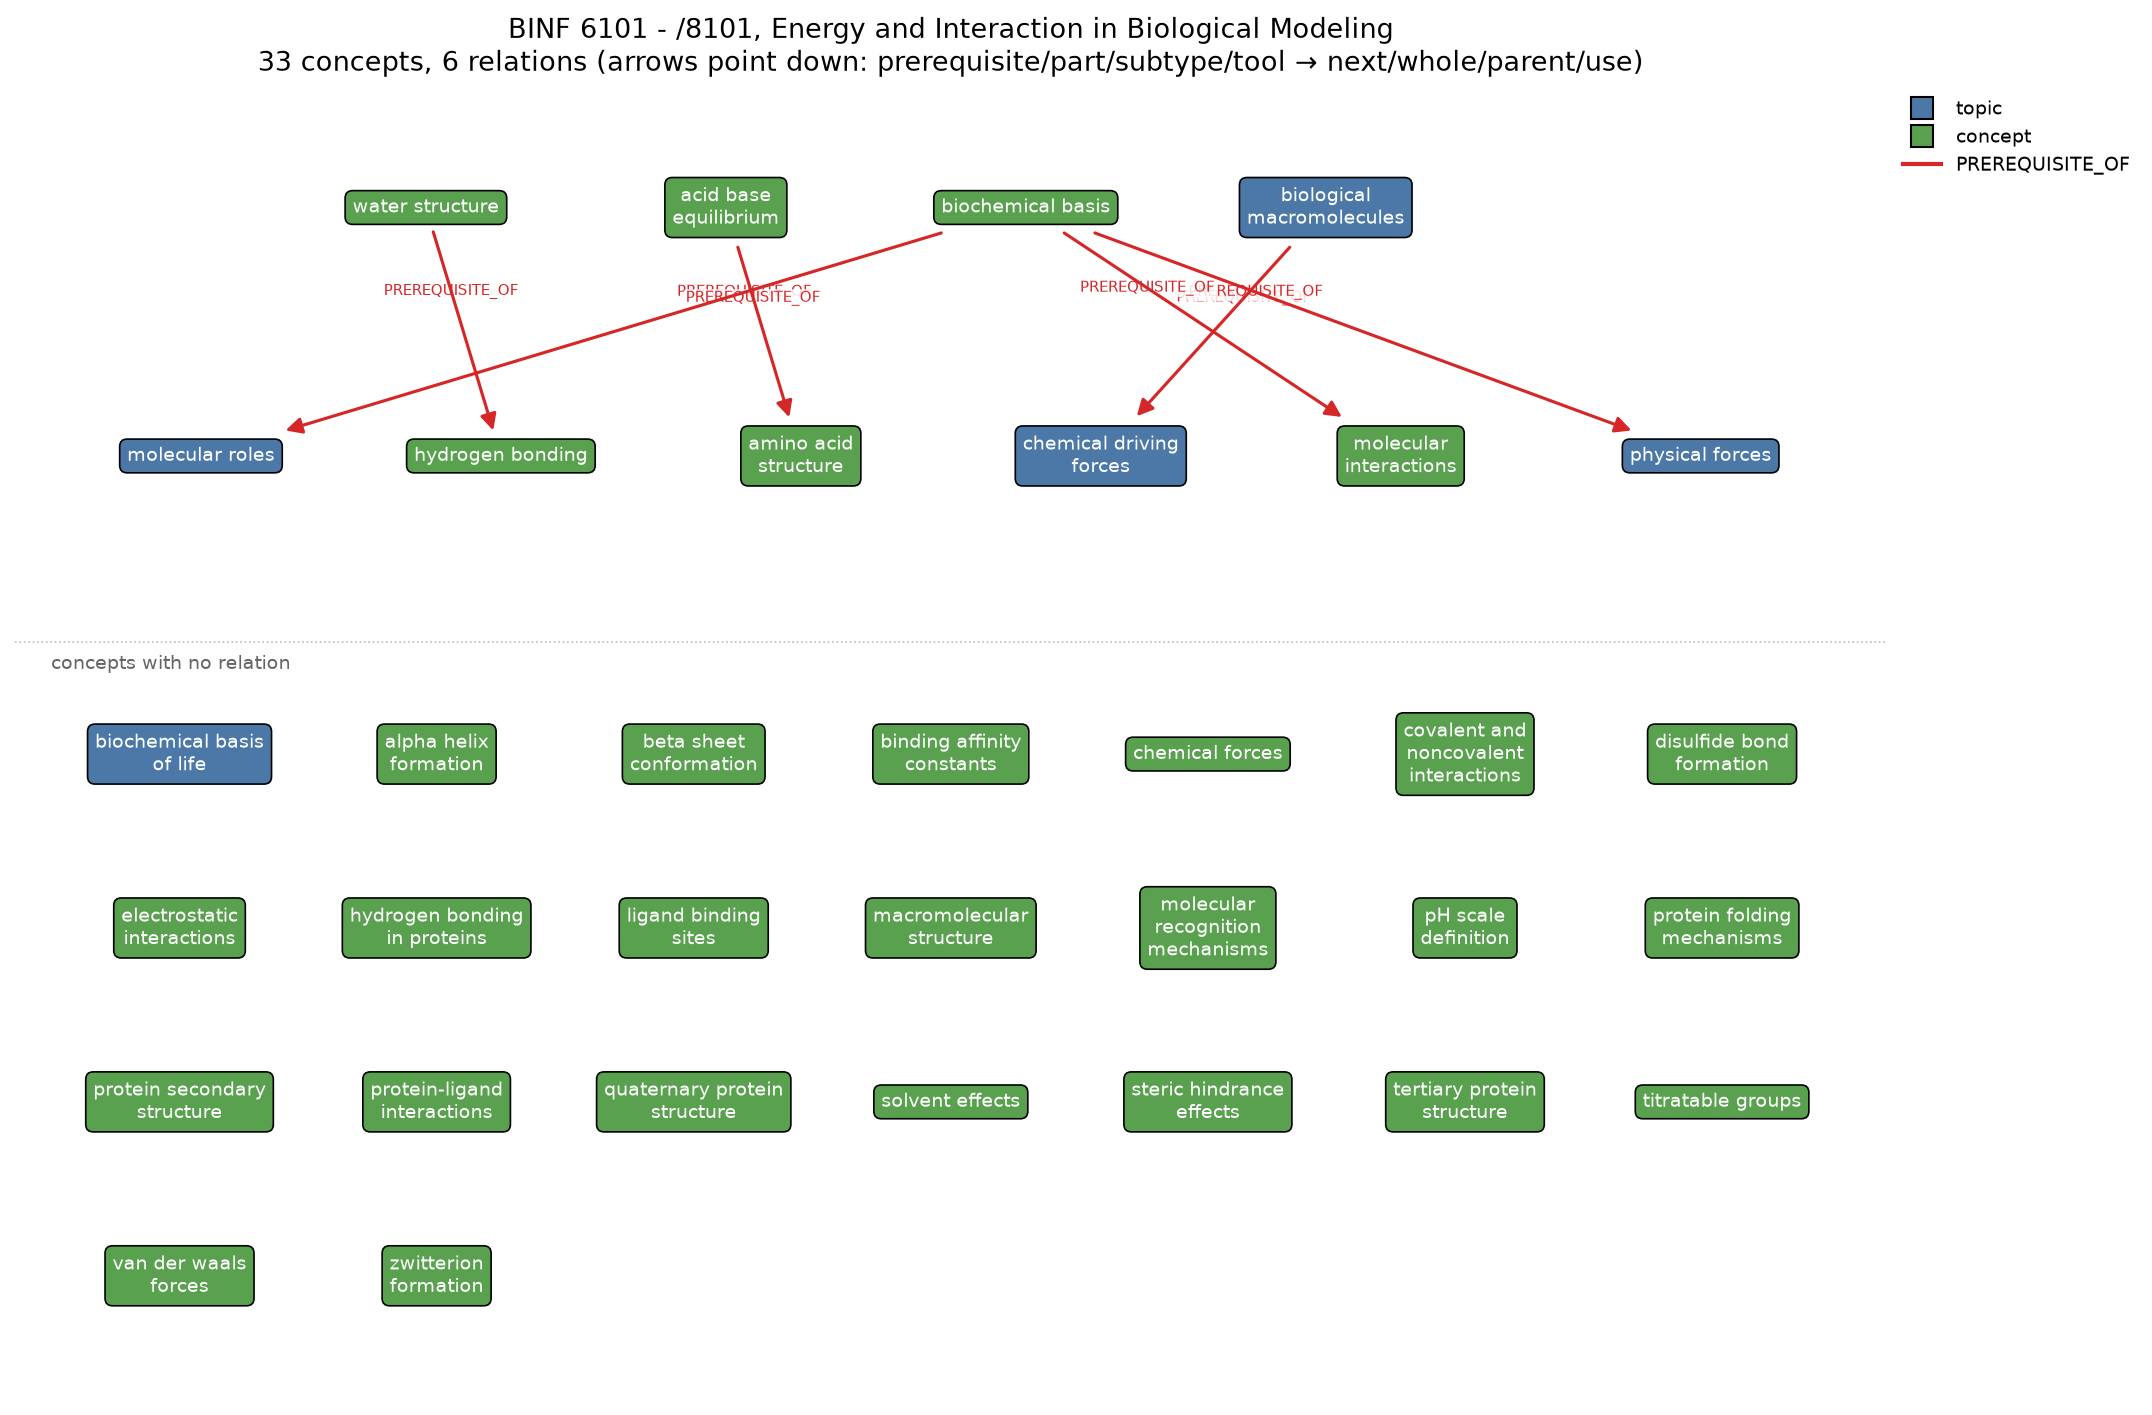 BINF 6101 - /8101, Energy and Interaction in Biological Modeling
33 concepts, 6 relations (arrows point down: prerequisite/part/subtype/tool → next/whole/parent/use)
topic
concept
PREREQUISITE_OF
water structure
acid base
equilibrium
biochemical basis
biological
macromolecules
PREREQUISITE_OF
PREREQUISITE_OF
PREREQUISITE_OF
PREREQUISITE_OF
PREREQUISITE_OF
PREREQUISITE_OF
molecular roles
hydrogen bonding
amino acid
structure
chemical driving
forces
molecular
interactions
physical forces
concepts with no relation
biochemical basis
of life
alpha helix
formation
beta sheet
conformation
binding affinity
constants
chemical forces
covalent and
noncovalent
interactions
disulfide bond
formation
electrostatic
interactions
hydrogen bonding
in proteins
ligand binding
sites
macromolecular
structure
molecular
recognition
mechanisms
pH scale
definition
protein folding
mechanisms
protein secondary
structure
protein-ligand
interactions
quaternary protein
structure
solvent effects
steric hindrance
effects
tertiary protein
structure
titratable groups
van der waals
forces
zwitterion
formation